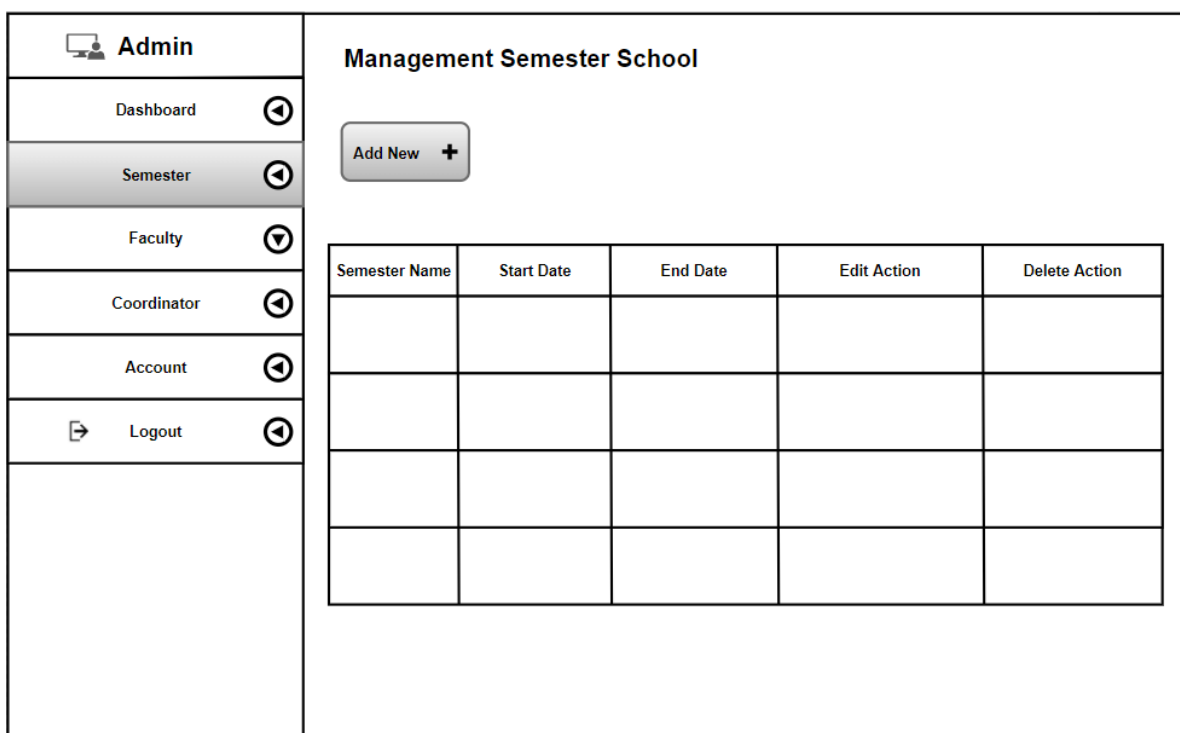 Admin
Dashboard
Semester
Faculty
Coordinator
Account
Logout
Management Semester School
Add New
Semester Name Start Date End Date Edit Action Delete Action